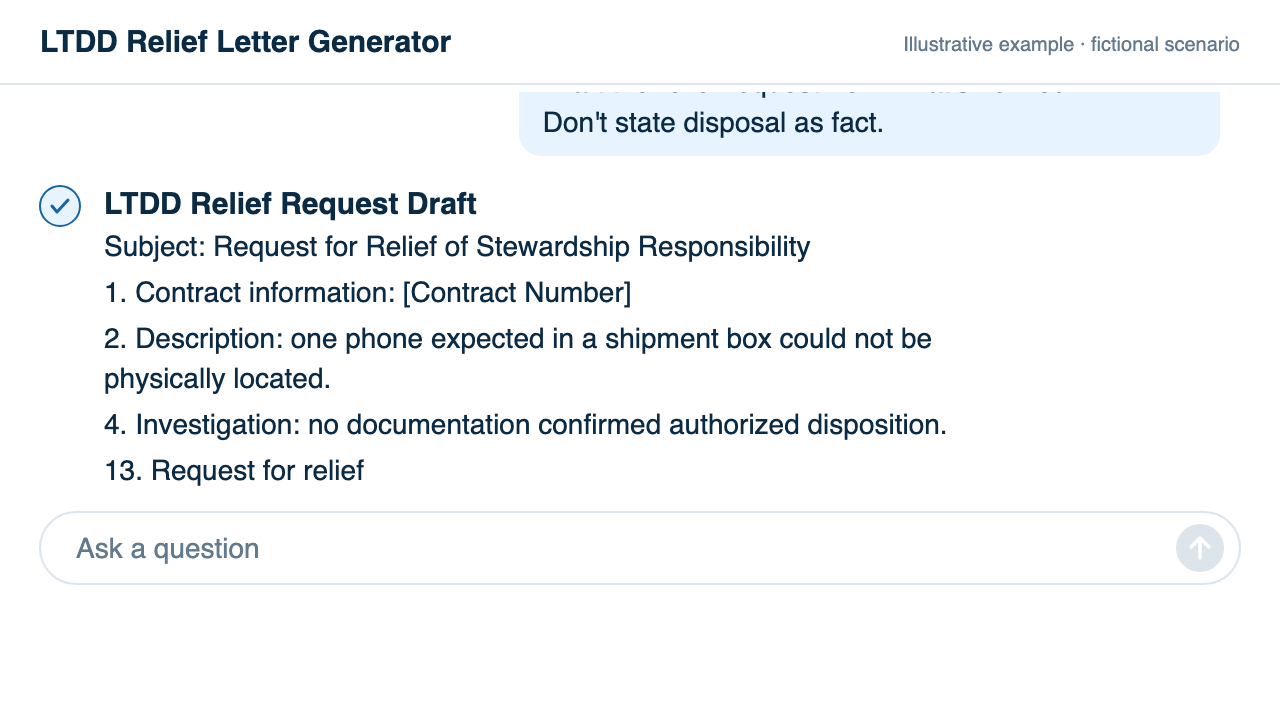 LTDD Relief Letter Generator
Illustrative example · fictional scenario
Don't state disposal as fact.
LTDD Relief Request Draft
Subject: Request for Relief of Stewardship Responsibility
1. Contract information: [Contract Number]
2. Description: one phone expected in a shipment box could not be
physically located.
4. Investigation: no documentation confirmed authorized disposition.
13. Request for relief
Ask a question